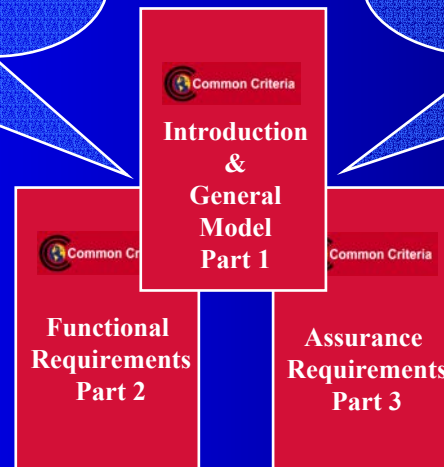 Common Criteria
Introduction
&
General
Model
Part 1
Common Cr
Functional
Requirements
Part 2
Common Criteria
Assurance
Requirements
Part 3